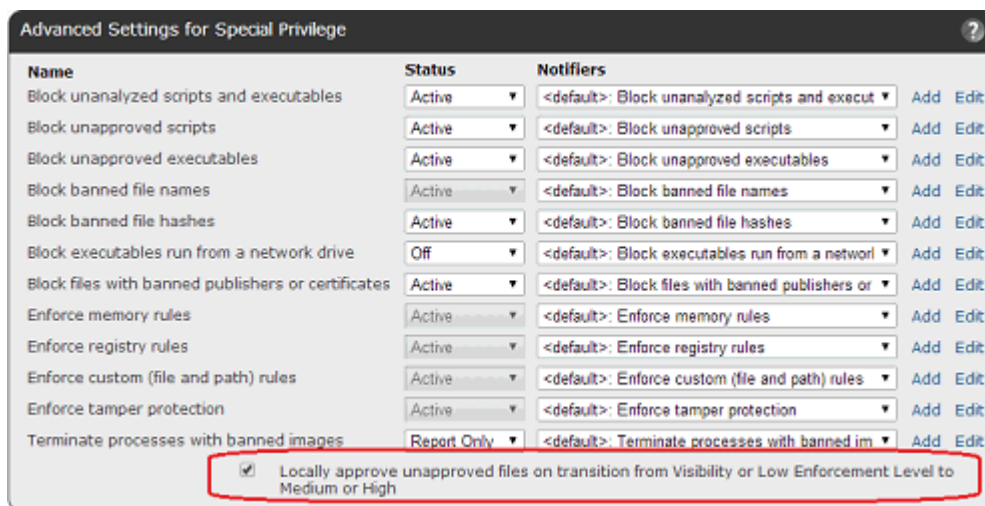 Advanced Settings for Special Privilege ?
Name Status Notifiers
Block unanalyzed scripts and executables Active <default>: Block unanalyzed scripts and execut Add Edit
Block unapproved scripts Active <default>: Block unapproved scripts Add Edit
Block unapproved executables Active <default>: Block unapproved executables Add Edit
Block banned file names Active <default>: Block banned file names Add Edit
Block banned file hashes Active <default>: Block banned file hashes Add Edit
Block executables run from a network drive Off <default>: Block executables run from a networl Add Edit
Block files with banned publishers or certificates Active <default>: Block files with banned publishers or Add Edit
Enforce memory rules Active <default>: Enforce memory rules Add Edit
Enforce registry rules Active <default>: Enforce registry rules Add Edit
Enforce custom (file and path) rules Active <default>: Enforce custom (file and path) rules Add Edit
Enforce tamper protection Active <default>: Enforce tamper protection Add Edit
Terminate processes with banned images Report Only <default>: Terminate processes with banned im Add Edit
Locally approve unapproved files on transition from Visibility or Low Enforcement Level to
Medium or High